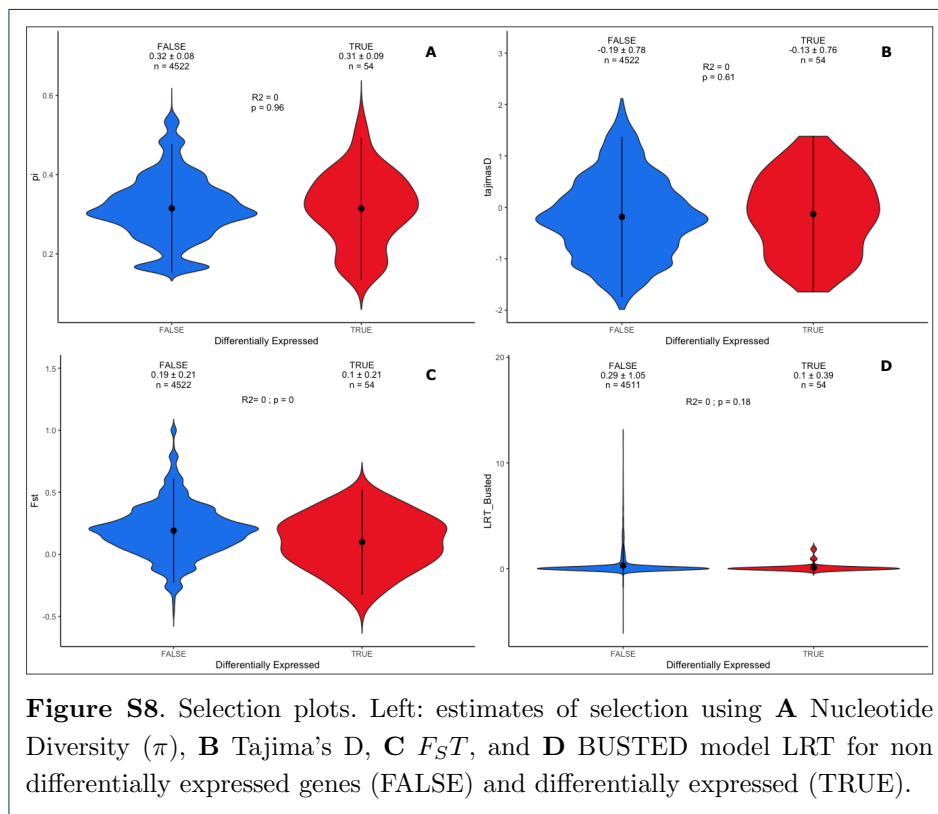 FALSE
0.32 ± 0.08
n = 4522
TRUE
0.31 ± 0.09
n = 54
A
R2 = 0
p = 0.96
0.6
0.4
0.2
pi
FALSE
TRUE
Differentially Expressed
FALSE
-0.19 ± 0.78
n = 4522
TRUE
-0.13 ± 0.76
n = 54
B
R2 = 0
p = 0.61
3
2
1
0
-1
-2
tajimasD
FALSE
TRUE
Differentially Expressed
FALSE
0.19 ± 0.21
n = 4522
TRUE
0.1 ± 0.21
n = 54
C
R2= 0 ; p = 0
1.5
1.0
0.5
0.0
-0.5
Fst
FALSE
TRUE
Differentially Expressed
FALSE
0.29 ± 1.05
n = 4511
TRUE
0.1 ± 0.39
n = 54
D
R2= 0 ; p = 0.18
20
10
0
LRT_Busted
FALSE
TRUE
Differentially Expressed
Figure S8. Selection plots. Left: estimates of selection using A Nucleotide
Diversity (π), B Tajima's D, C F_ST, and D BUSTED model LRT for non
differentially expressed genes (FALSE) and differentially expressed (TRUE).